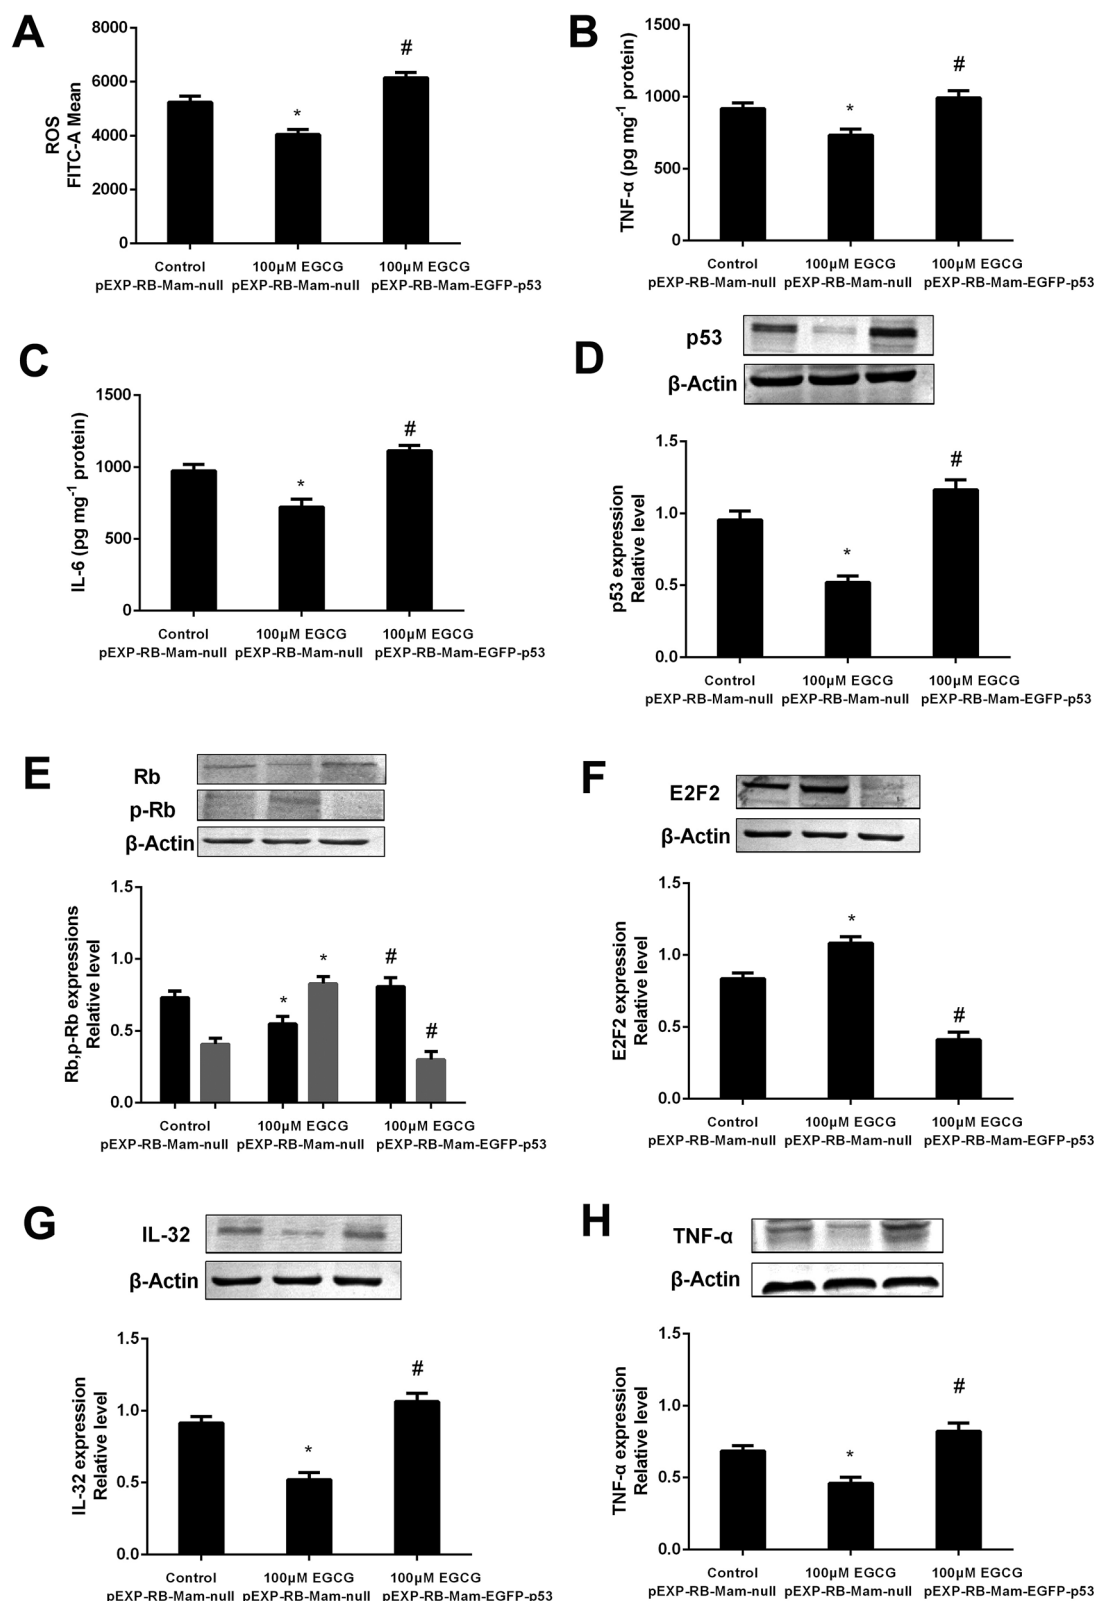 A
8000
6000
4000
2000
0
ROS
FITC-A Mean
*
#
Control
pEXP-RB-Mam-null
100μM EGCG
pEXP-RB-Mam-null
100μM EGCG
pEXP-RB-Mam-EGFP-p53
B
1500
1000
500
0
TNF-α (pg mg⁻¹ protein)
*
#
Control
pEXP-RB-Mam-null
100μM EGCG
pEXP-RB-Mam-null
100μM EGCG
pEXP-RB-Mam-EGFP-p53
C
1500
1000
500
0
IL-6 (pg mg⁻¹ protein)
*
#
Control
pEXP-RB-Mam-null
100μM EGCG
pEXP-RB-Mam-null
100μM EGCG
pEXP-RB-Mam-EGFP-p53
D
p53
β-Actin
1.5
1.0
0.5
0.0
p53 expression
Relative level
*
#
Control
pEXP-RB-Mam-null
100μM EGCG
pEXP-RB-Mam-null
100μM EGCG
pEXP-RB-Mam-EGFP-p53
E
Rb
p-Rb
β-Actin
1.5
1.0
0.5
0.0
Rb,p-Rb expressions
Relative level
*
*
#
#
Control
pEXP-RB-Mam-null
100μM EGCG
pEXP-RB-Mam-null
100μM EGCG
pEXP-RB-Mam-EGFP-p53
F
E2F2
β-Actin
1.5
1.0
0.5
0.0
E2F2 expression
Relative level
*
#
Control
pEXP-RB-Mam-null
100μM EGCG
pEXP-RB-Mam-null
100μM EGCG
pEXP-RB-Mam-EGFP-p53
G
IL-32
β-Actin
1.5
1.0
0.5
0.0
IL-32 expression
Relative level
*
#
Control
pEXP-RB-Mam-null
100μM EGCG
pEXP-RB-Mam-null
100μM EGCG
pEXP-RB-Mam-EGFP-p53
H
TNF-α
β-Actin
1.5
1.0
0.5
0.0
TNF-α expression
Relative level
*
#
Control
pEXP-RB-Mam-null
100μM EGCG
pEXP-RB-Mam-null
100μM EGCG
pEXP-RB-Mam-EGFP-p53